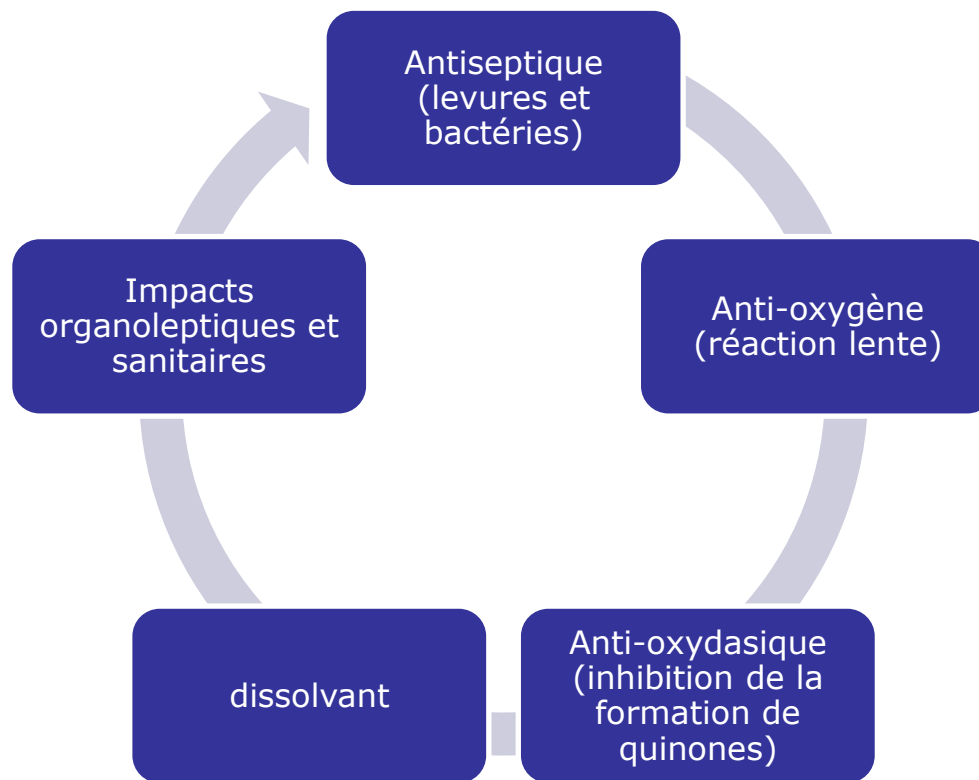 Antiseptique
(levures et
bactéries)
Anti-oxygène
(réaction lente)
Anti-oxydasique
(inhibition de la
formation de
quinones)
dissolvant
Impacts
organoleptiques et
sanitaires